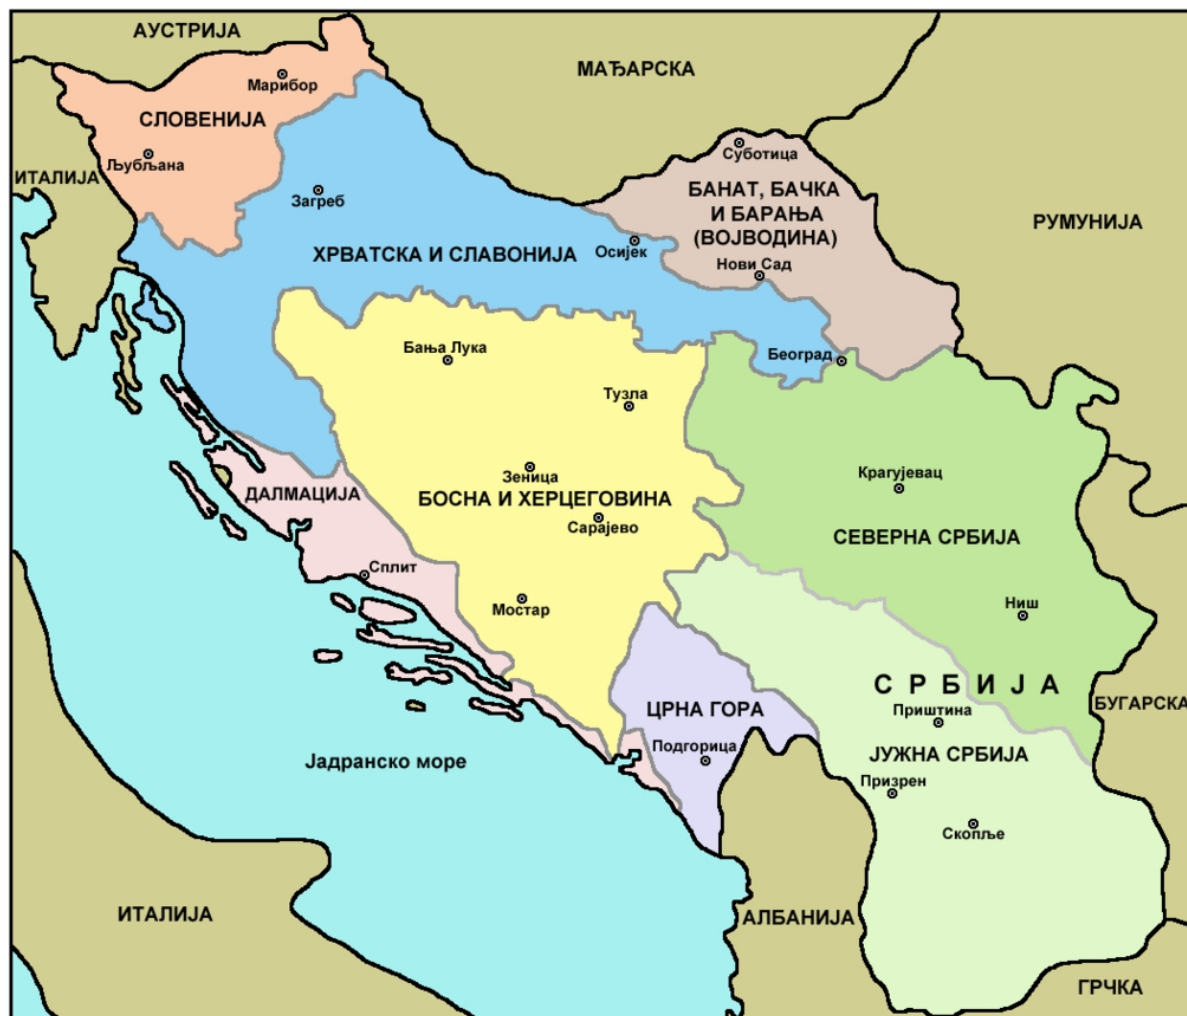 АУСТРИЈА
МАЂАРСКА
Марибор
СЛОВЕНИЈА
Љубљана
ИТАЛИЈА
Суботица
Загреб
БАНАТ, БАЧКА
И БАРАЊА
(ВОЈВОДИНА)
РУМУНИЈА
ХРВАТСКА И СЛАВОНИЈА
Осијек
Нови Сад
Бања Лука
Београд
Тузла
Зеница
Крагујевац
ДАЛМАЦИЈА
БОСНА И ХЕРЦЕГОВИНА
Сарајево
СЕВЕРНА СРБИЈА
Сплит
Мостар
Ниш
СРБИЈА
БУГАРСКА
ЦРНА ГОРА
Приштина
Подгорица
ЈУЖНА СРБИЈА
Јадранско море
Призрен
Скопље
ИТАЛИЈА
АЛБАНИЈА
ГРЧКА